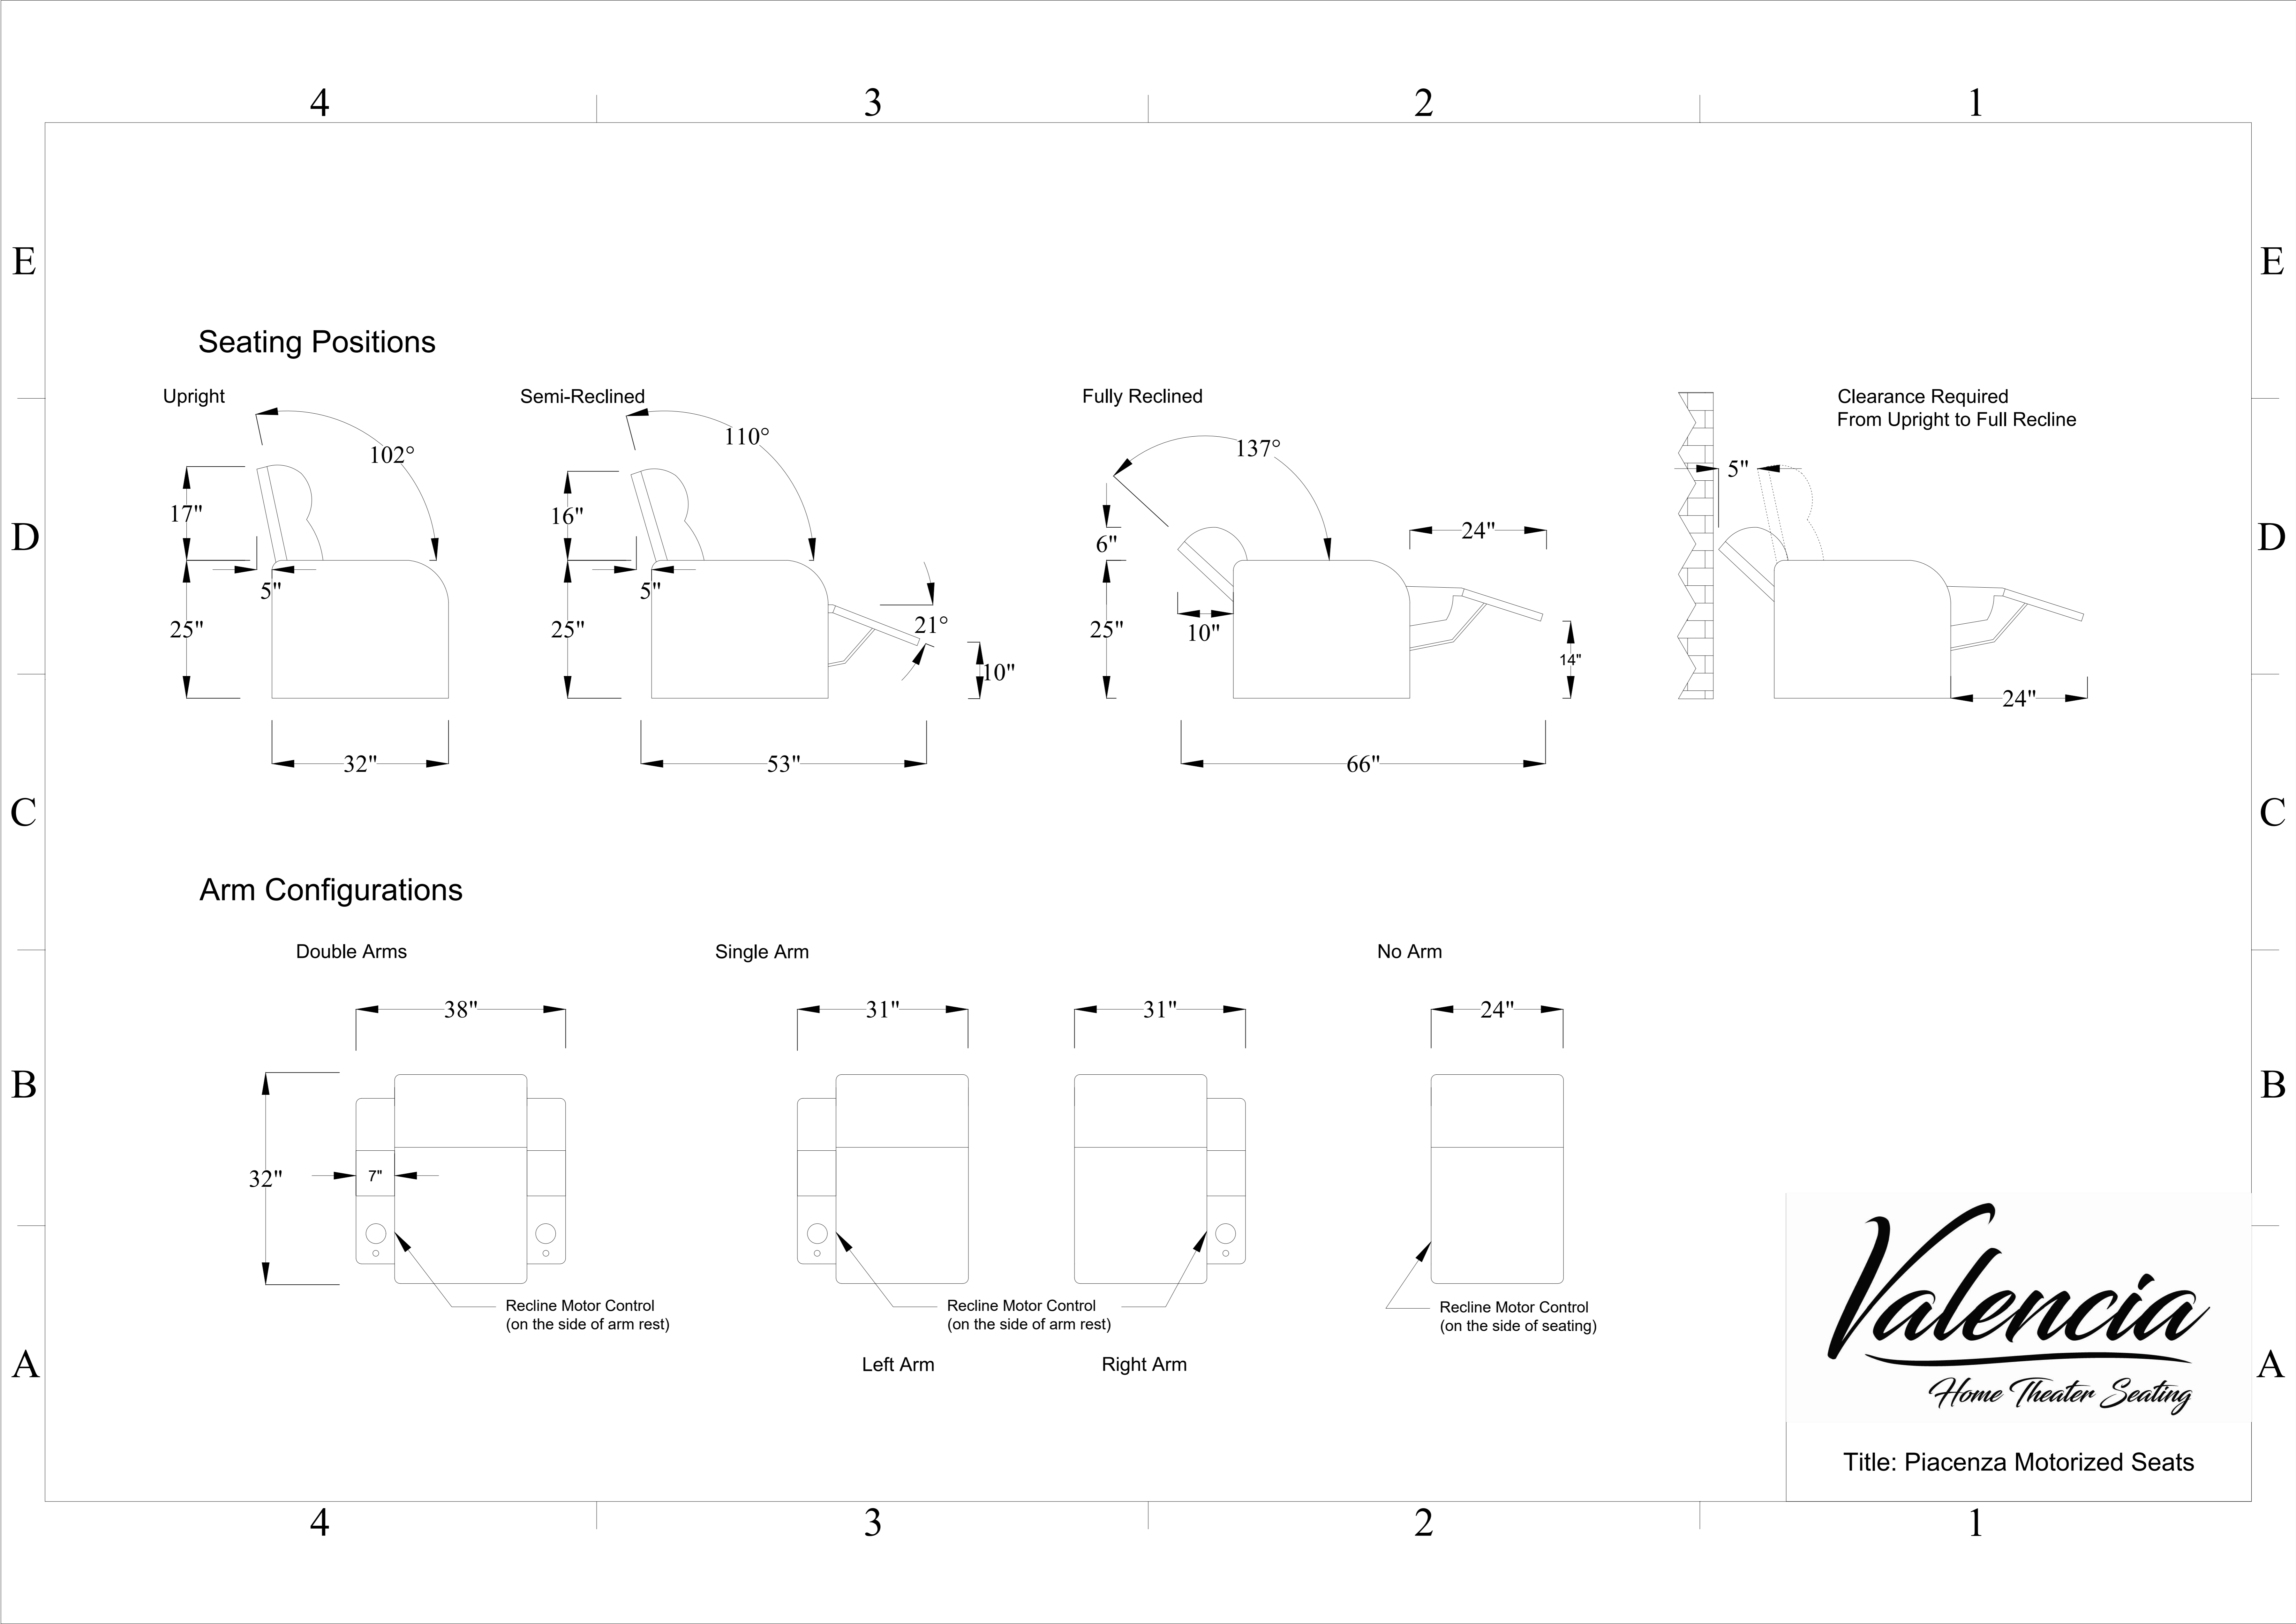 4 3 2 1
E E
Seating Positions
Upright Semi-Reclined Fully Reclined Clearance Required
From Upright to Full Recline
102° 110° 137°
17" 16" 6" 24" 5"
5" 5" 10"
25" 25" 21° 25" 14"
10" 24"
D D
32" 53" 66"
C C
Arm Configurations
Double Arms Single Arm No Arm
38" 31" 31" 24"
B B
32" 7"
Recline Motor Control
(on the side of arm rest)
Recline Motor Control
(on the side of arm rest)
Recline Motor Control
(on the side of seating)
Left Arm Right Arm
A A
Valencia
Home Theater Seating
Title: Piacenza Motorized Seats
4 3 2 1